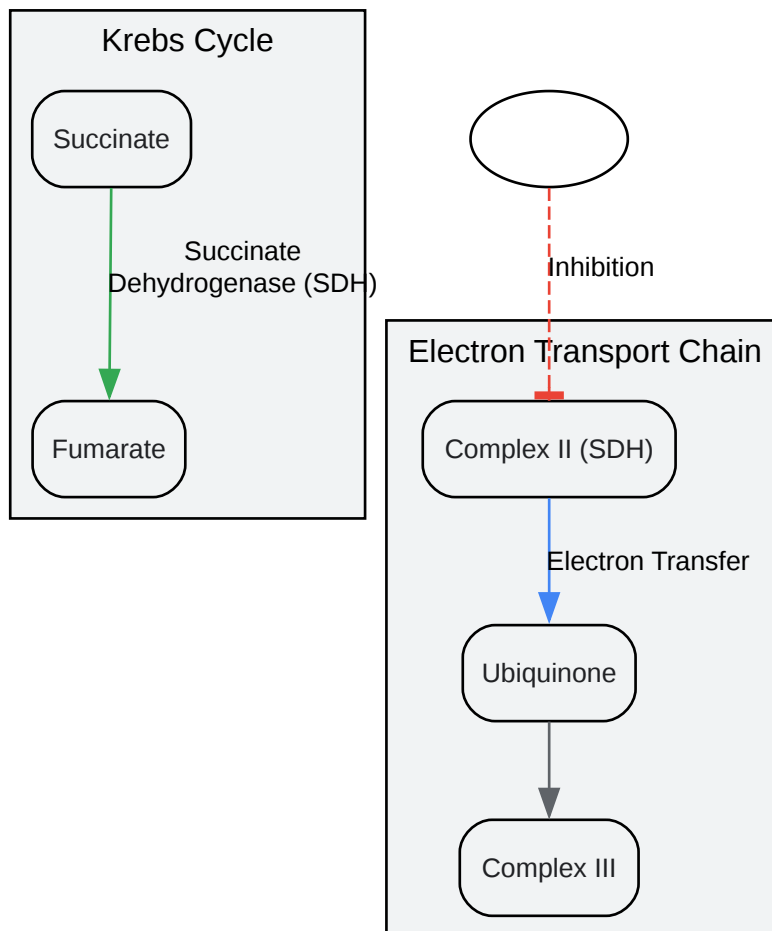 Krebs Cycle
Succinate
Succinate
Dehydrogenase (SDH)
Fumarate
Inhibition
Electron Transport Chain
Complex II (SDH)
Electron Transfer
Ubiquinone
Complex III